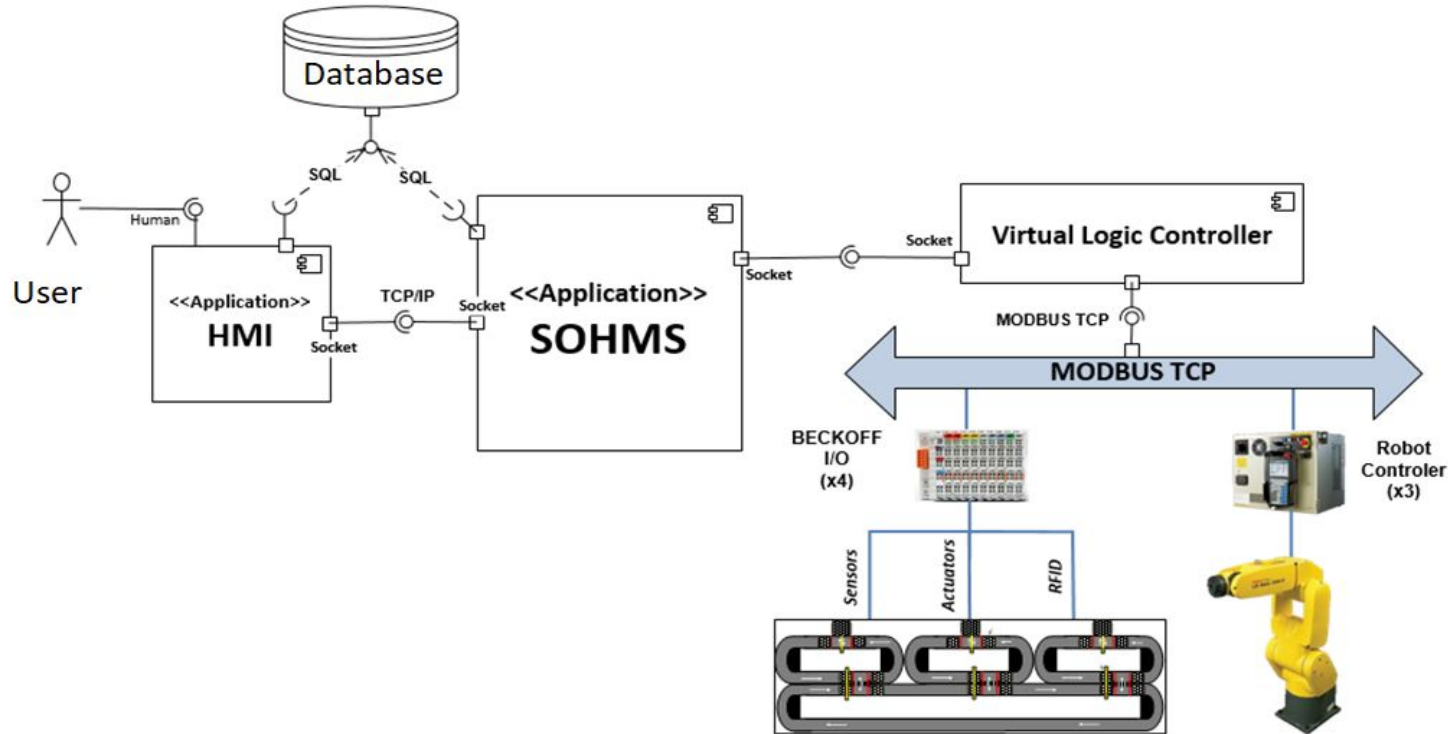 Database
SQL
SQL
Human
User
<<Application>>
HMI
Socket
TCP/IP
Socket
<<Application>>
SOHMS
Socket
Socket
Virtual Logic Controller
MODBUS TCP
MODBUS TCP
BECKOFF
I/O
(x4)
Robot
Controler
(x3)
Sensors
Actuators
RFID